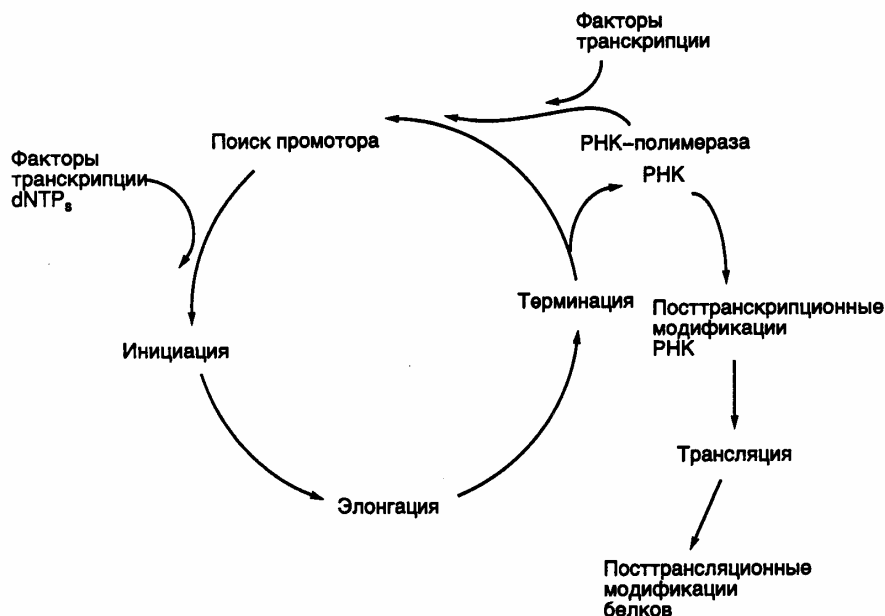 Факторы
транскрипции
Поиск промотора
РНК-полимераза
РНК
Факторы
транскрипции
dNTPs
Терминация
Посттранскрипционные
модификации
РНК
Инициация
Трансляция
Элонгация
Посттрансляционные
модификации
белков